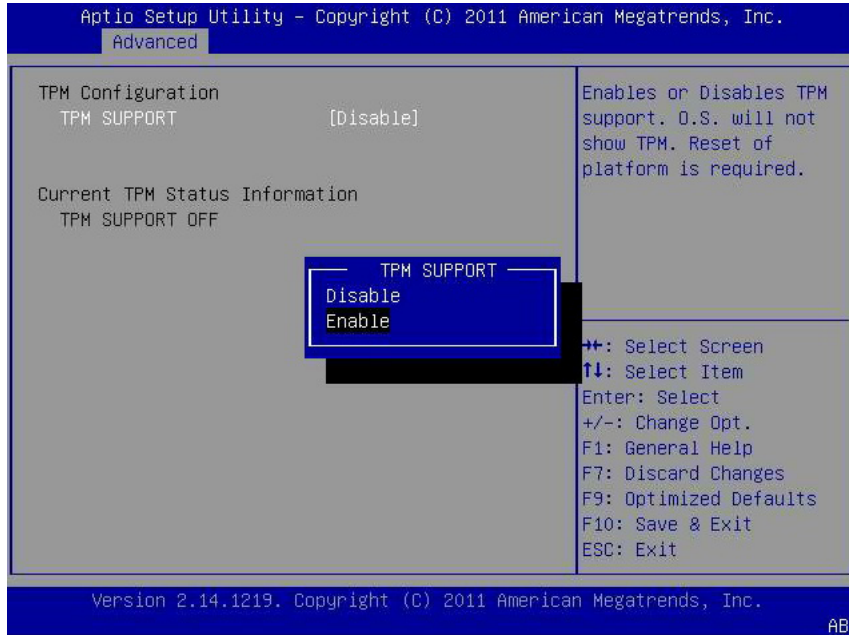 Aptio Setup Utility – Copyright (C) 2011 American Megatrends, Inc.
Advanced
TPM Configuration
TPM SUPPORT [Disable]
Current TPM Status Information
TPM SUPPORT OFF
Enables or Disables TPM
support. O.S. will not
show TPM. Reset of
platform is required.
TPM SUPPORT
Disable
Enable
→←: Select Screen
↑↓: Select Item
Enter: Select
+/-: Change Opt.
F1: General Help
F7: Discard Changes
F9: Optimized Defaults
F10: Save & Exit
ESC: Exit
Version 2.14.1219. Copyright (C) 2011 American Megatrends, Inc.
AB